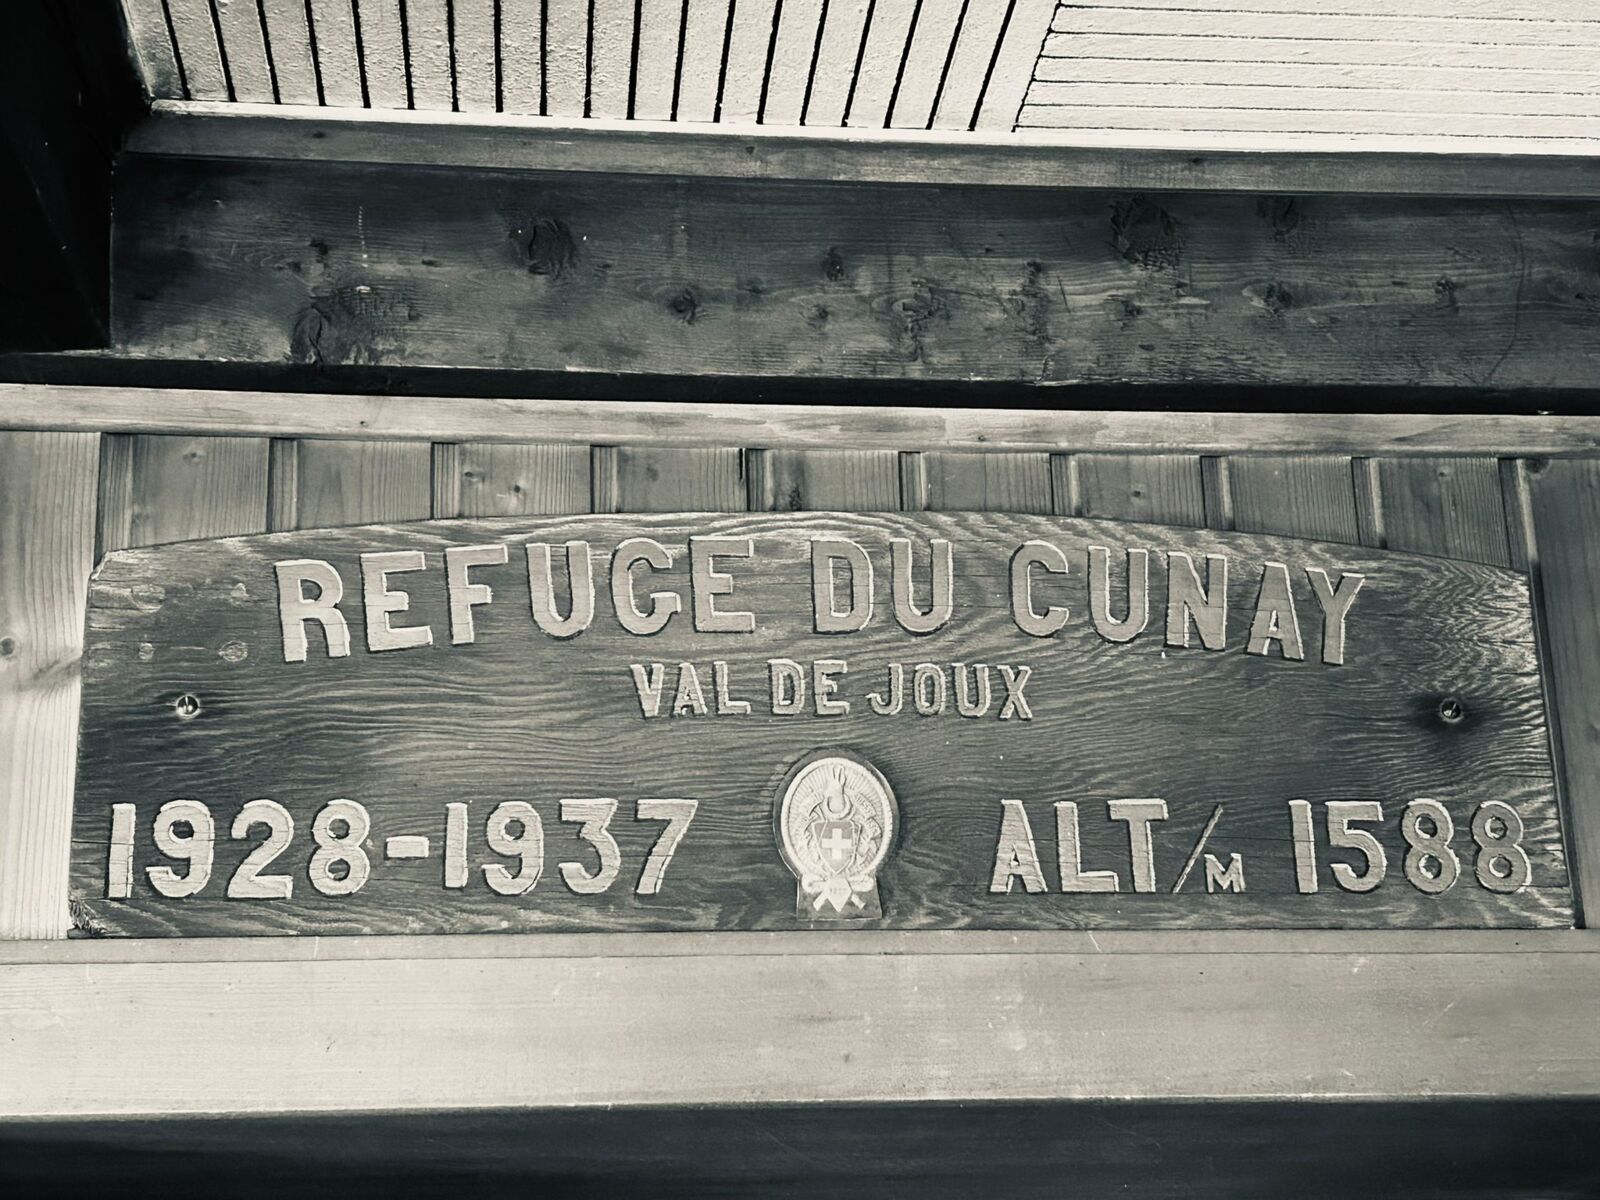 REFUGE DU CUNAY
VAL DE JOUX
1928-1937 ALT/M 1588